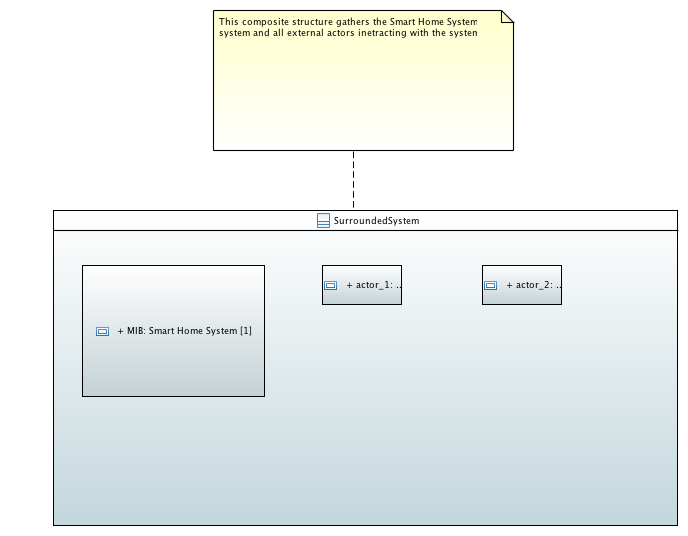 This composite structure gathers the Smart Home System
system and all external actors inetracting with the systen
SurroundedSystem
+ actor_1: ..
+ actor_2: ..
+ MIB: Smart Home System [1]